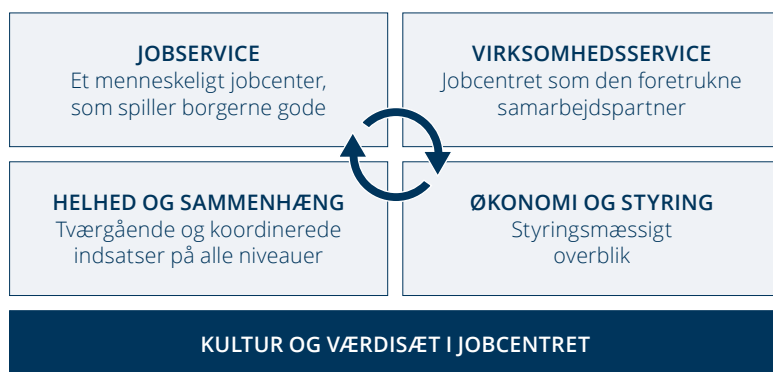 JOBSERVICE
Et menneskeligt jobcenter,
som spiller borgerne gode
VIRKSOMHEDSSERVICE
Jobcentret som den foretrukne
samarbejdspartner
HELHED OG SAMMENHÆNG
Tværgående og koordinerede
indsatser på alle niveauer
ØKONOMI OG STYRING
Styringsmæssigt
overblik
KULTUR OG VÆRDISÆT I JOBCENTRET